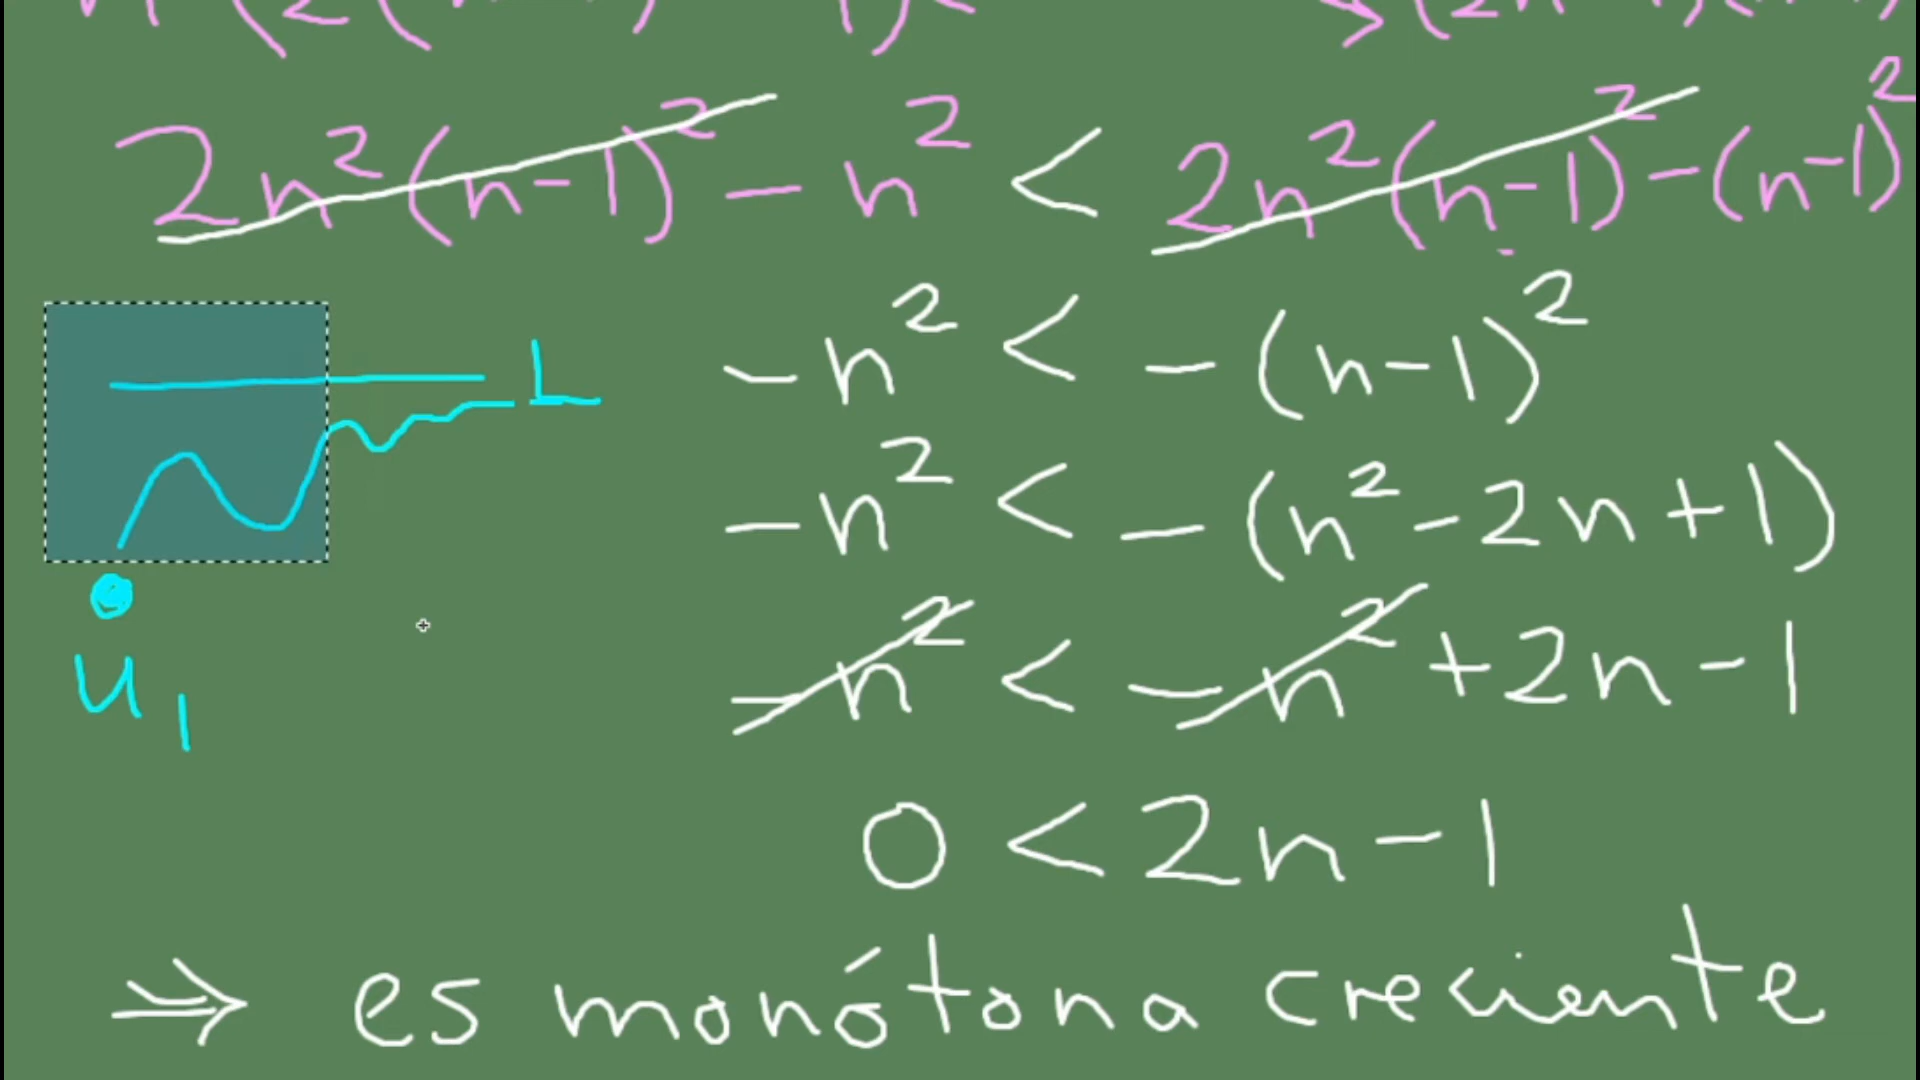 2n²(n-1)² - n² < 2n²(n-1)² - (n-1)²
-n² < -(n-1)²
L
-n² < -(n²-2n+1)
-n² < -n²+2n-1
u₁
0 < 2n-1
⇒ es monótona creciente